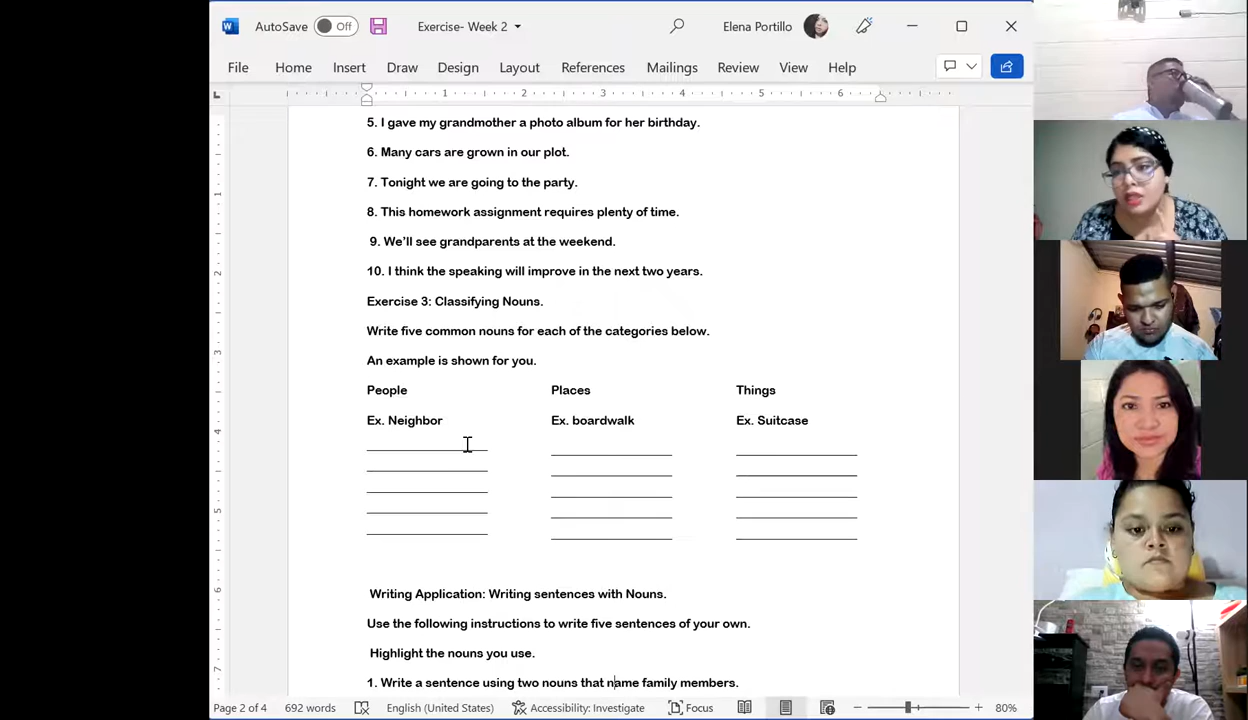 AutoSave Off Exercise- Week 2 Elena Portillo
File Home Insert Draw Design Layout References Mailings Review View Help
1 2 3 4 5 6
5. I gave my grandmother a photo album for her birthday.
6. Many cars are grown in our plot.
7. Tonight we are going to the party.
8. This homework assignment requires plenty of time.
9. We'll see grandparents at the weekend.
10. I think the speaking will improve in the next two years.
Exercise 3: Classifying Nouns.
Write five common nouns for each of the categories below.
An example is shown for you.
People Places Things
Ex. Neighbor Ex. boardwalk Ex. Suitcase
Writing Application: Writing sentences with Nouns.
Use the following instructions to write five sentences of your own.
Highlight the nouns you use.
1. Write a sentence using two nouns that name family members.
Page 2 of 4 692 words English (United States) Accessibility: Investigate Focus 80%